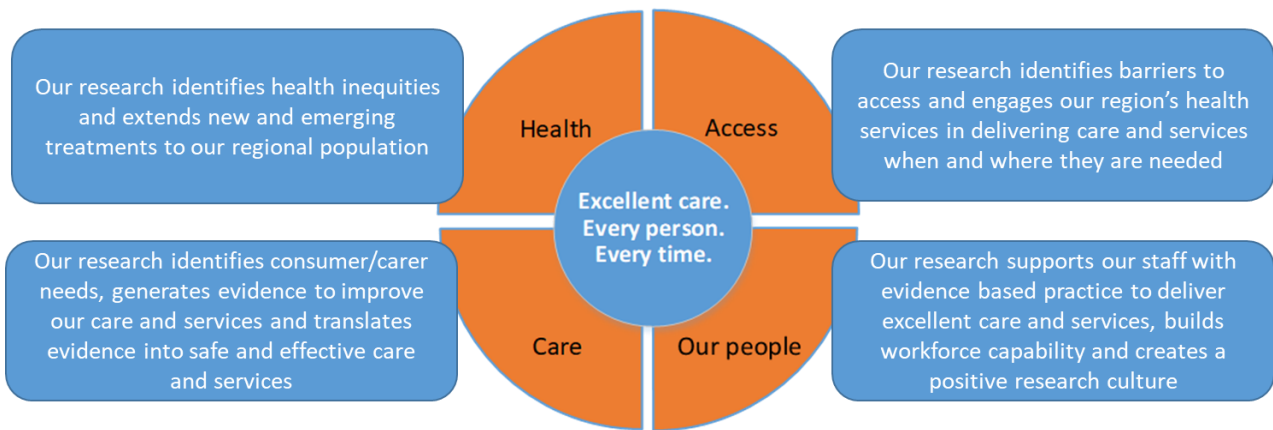 Our research identifies health inequities
and extends new and emerging
treatments to our regional population
Health
Access
Our research identifies barriers to
access and engages our region's health
services in delivering care and services
when and where they are needed
Excellent care.
Every person.
Every time.
Our research identifies consumer/carer
needs, generates evidence to improve
our care and services and translates
evidence into safe and effective care
and services
Care
Our people
Our research supports our staff with
evidence based practice to deliver
excellent care and services, builds
workforce capability and creates a
positive research culture